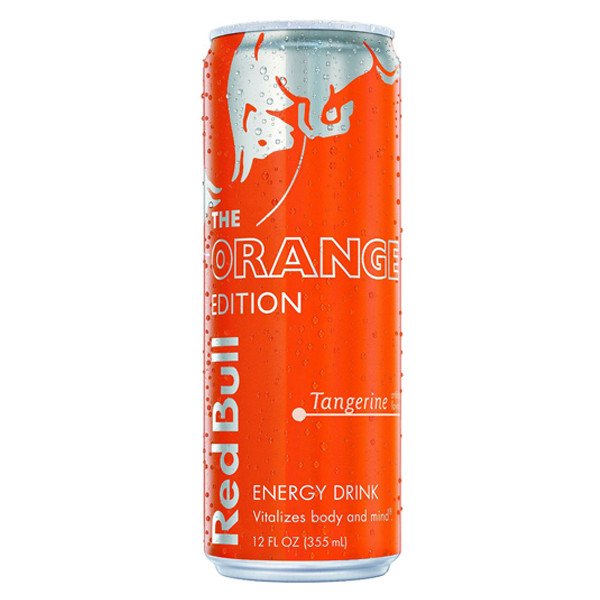 THE
ORANGE
EDITION
Red Bull
Tangerine
ENERGY DRINK
Vitalizes body and mind®
12 FL OZ (355 mL)